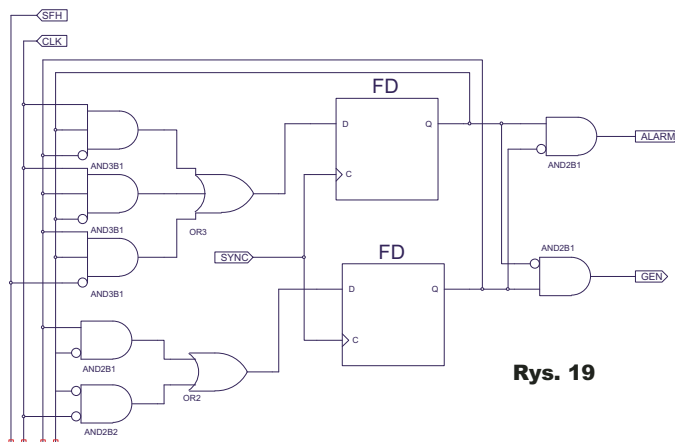 SFH
CLK
FD
D
Q
C
ALARM
AND3B1
AND2B1
AND3B1
OR3
AND3B1
SYNC
AND2B1
GEN
FD
D
Q
C
AND2B1
OR2
AND2B2
Rys. 19